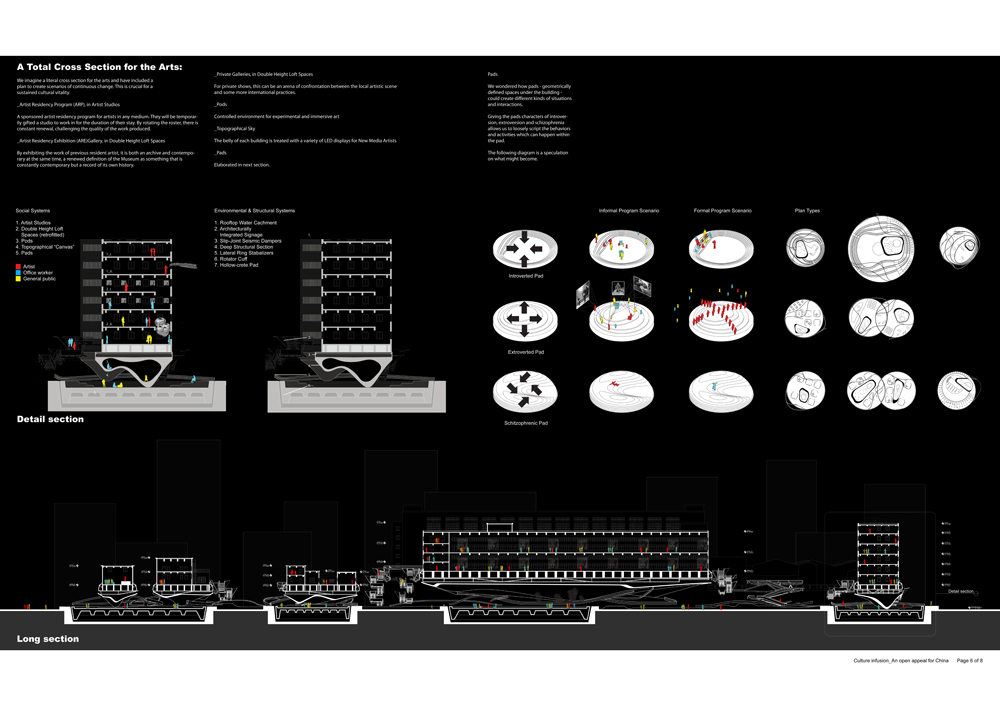 A Total Cross Section for the Arts:
We imagine a literal cross section for the arts and have included a
plan to create scenarios of continuous change. This is crucial for a
sustained cultural vitality.
_Artist Residency Program (ARP), in Artist Studios
A sponsored artist residency program for artists in any medium. They will be temporar-
ily gifted a studio to work in for the duration of their stay. By rotating the roster, there is
constant renewal, challenging the quality of the work produced.
_Artist Residency Exhibition (ARE)Gallery, in Double Height Loft Spaces
By exhibiting the work of previous resident artist, it is both an archive and contempo-
rary at the same time, a renewed definition of the Museum as something that is
constantly contemporary but a record of its own history.
_Private Galleries, in Double Height Loft Spaces
For private shows, this can be an arena of confrontation between the local artistic scene
and some more international practices.
_Pods
Controlled environment for experimental and immersive art
_Topographical Sky
The belly of each building is treated with a variety of LED displays for New Media Artists
_Pads
Elaborated in next section.
Pads
We wondered how pads - geometrically
defined spaces under the building -
could create different kinds of situations
and interactions.
Giving the pads characters of introver-
sion, extrovension and schizophrenia
allows us to loosely script the behaviors
and activities which can happen within
the pad.
The following diagram is a speculation
on what might become.
Social Systems
1. Artist Studios
2. Double Height Loft
Spaces (retrofitted)
3. Pods
4. Topographical "Canvas"
5. Pads
Artist
Office worker
General public
Environmental & Structural Systems
1. Rooftop Water Cachment
2. Architecturally
Integrated Signage
3. Slip-Joint Seismic Dampers
4. Deep Structural Section
5. Lateral Ring Stabalizers
6. Rotator Cuff
7. Hollow-crete Pad
Informal Program Scenario
Formal Program Scenario
Plan Types
Introverted Pad
Extroverted Pad
Schitzophrenic Pad
Detail section
Detail section
Long section
Culture infusion_An open appeal for China Page 6 of 8